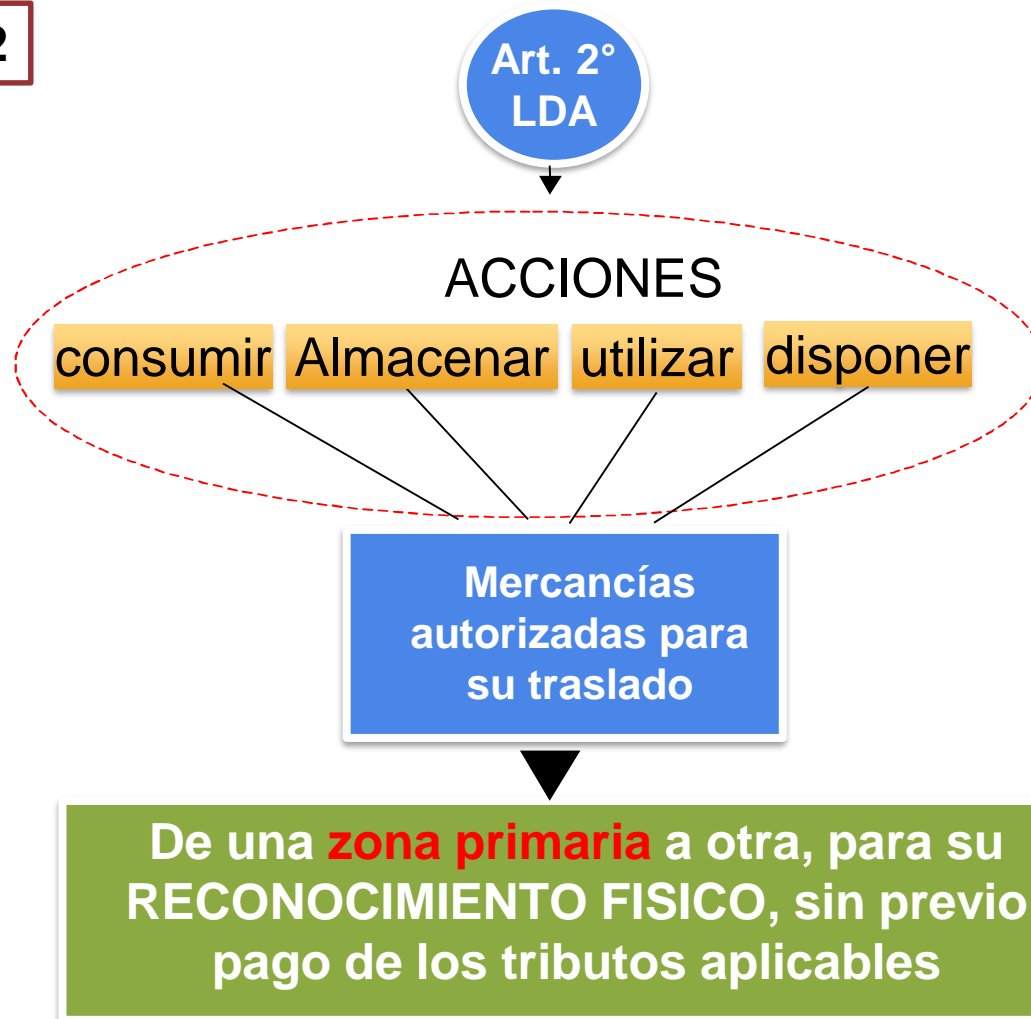 2
Art. 2°
LDA
ACCIONES
consumir Almacenar utilizar disponer
Mercancías
autorizadas para
su traslado
De una zona primaria a otra, para su
RECONOCIMIENTO FISICO, sin previo
pago de los tributos aplicables